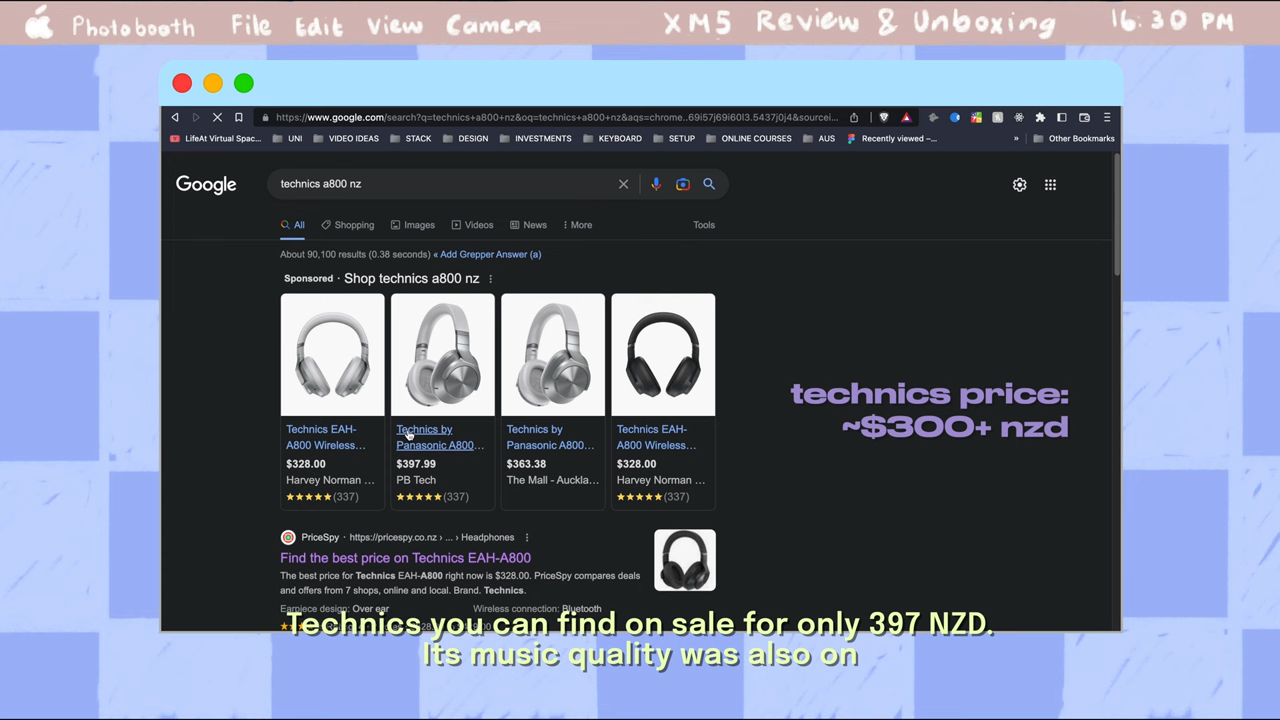 Photobooth File Edit View Camera XM5 Review & Unboxing 16.30 PM
https://www.google.com/search?q=technics+a800+nz&oq=technics+a800+nz&aqs=chrome..69i57j69i60l3.5437j0j4&sourcei...
LifeAt Virtual Spac... UNI VIDEO IDEAS STACK DESIGN INVESTMENTS KEYBOARD SETUP ONLINE COURSES AUS Recently viewed –... » Other Bookmarks
Google technics a800 nz
All Shopping Images Videos News More Tools
About 90,100 results (0.38 seconds) « Add Grepper Answer (a)
Sponsored · Shop technics a800 nz
Technics EAH-
A800 Wireless...
$328.00
Harvey Norman ...
(337)
Technics by
Panasonic A800...
$397.99
PB Tech
(337)
Technics by
Panasonic A800...
$363.38
The Mall - Auckla...
Technics EAH-
A800 Wireless...
$328.00
Harvey Norman ...
(337)
technics price:
~$300+ nzd
PriceSpy · https://pricespy.co.nz › ... › Headphones
Find the best price on Technics EAH-A800
The best price for Technics EAH-A800 right now is $328.00. PriceSpy compares deals
and offers from 7 shops, online and local. Brand. Technics.
Earpiece design: Over ear Wireless connection: Bluetooth
Technics you can find on sale for only 397 NZD.
Its music quality was also on